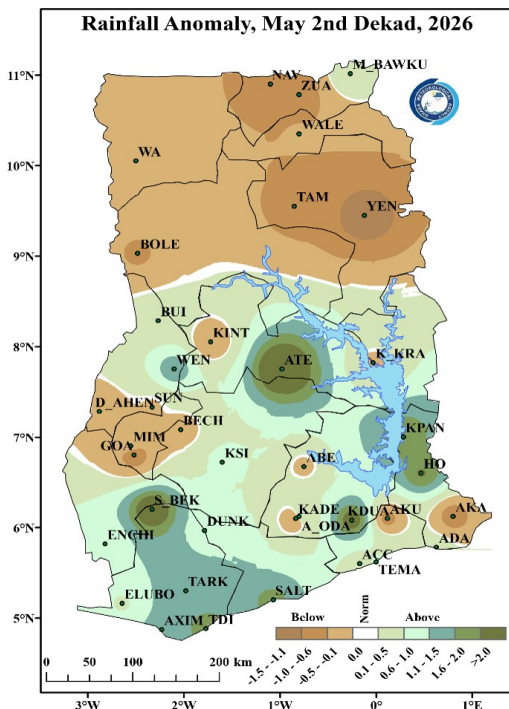 Rainfall Anomaly, May 2nd Dekad, 2026
M_BAWKU
11°N
NAV
ZUA
WALE
WA
10°N
TAM
YEN
BOLE
9°N
BUI
KINT
8°N
WEN
ATE
K_KRA
D_AHEN
SUN
BECH
KPAN
7°N
GOA
MIM
KSI
ABE
HO
S_BEK
KADE
KDUA
AKU
AKA
6°N
A_ODA
DUNK
ENCHI
ADA
ACC
TEMA
ELUBO
TARK
SALT
5°N
AXIM
TDI
Below
Norm
Above
-1.5 - -1.1
-1.0 - -0.6
-0.5 - -0.1
0.0
0.1 - 0.5
0.6 - 1.0
1.1 - 1.5
1.6 - 2.0
>2.0
0 50 100 200 km
3°W 2°W 1°W 0° 1°E